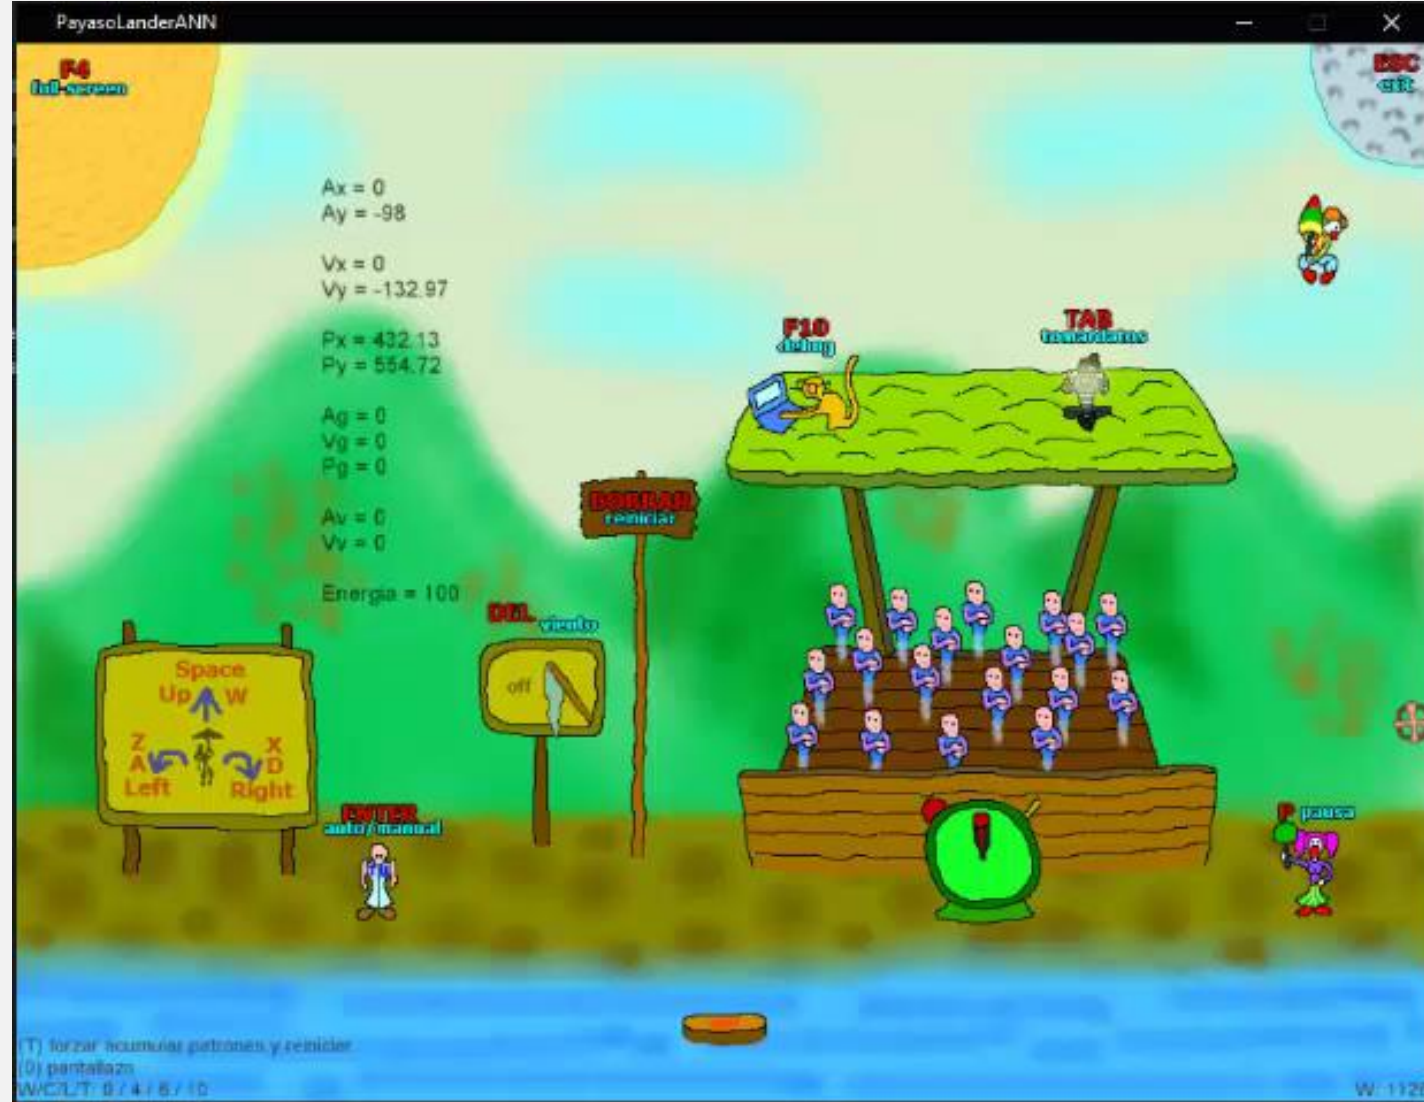 PayasoLanderANN
F4
full-screen
ESC
exit
Ax = 0
Ay = -98
Vx = 0
Vy = -132.97
Px = 432.13
Py = 554.72
Ag = 0
Vg = 0
Pg = 0
Av = 0
Vv = 0
Energia = 100
F10
debug
TAB
tomardatos
BORRAR
reiniciar
DEL viento
off
Space
Up W
Z X
A D
Left Right
ENTER
auto/manual
P pausa
(T) forzar acumular patrones y reiniciar
(0) pantallazo
W/C/L/T: 0 / 4 / 6 / 10
W: 1126